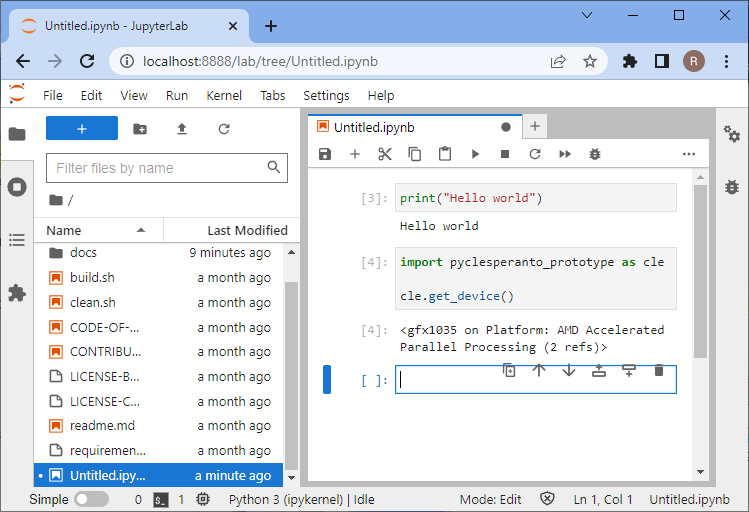 Untitled.ipynb - JupyterLab
localhost:8888/lab/tree/Untitled.ipynb
R
File Edit View Run Kernel Tabs Settings Help
Filter files by name
/
Name Last Modified
docs 9 minutes ago
build.sh a month ago
clean.sh a month ago
CODE-OF-... a month ago
CONTRIBU... a month ago
LICENSE-B... a month ago
LICENSE-C... a month ago
readme.md a month ago
requiremen... a month ago
Untitled.ipy... a minute ago
Untitled.ipynb
[3]: print("Hello world")
Hello world
[4]: import pyclesperanto_prototype as cle
cle.get_device()
[4]: <gfx1035 on Platform: AMD Accelerated
Parallel Processing (2 refs)>
[ ]:
Simple 0 $_ 1 Python 3 (ipykernel) | Idle Mode: Edit Ln 1, Col 1 Untitled.ipynb